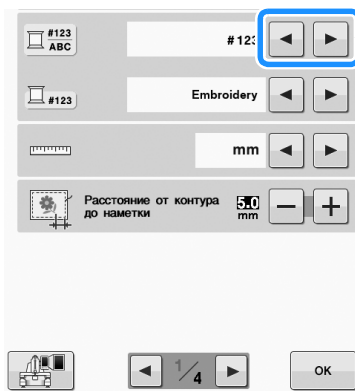 #123
ABC
#123
#123
Embroidery
mm
Расстояние от контура
до наметки
5.0
mm
1/4
OK